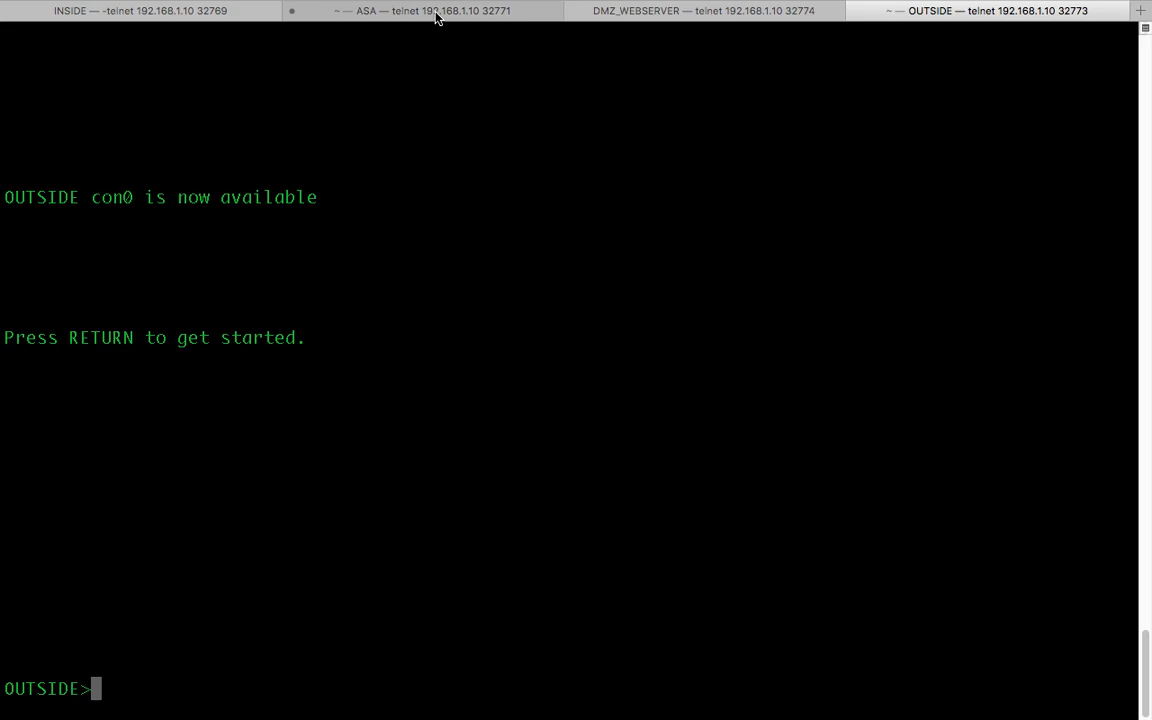 INSIDE — -telnet 192.168.1.10 32769
~ — ASA — telnet 192.168.1.10 32771
DMZ_WEBSERVER — telnet 192.168.1.10 32774
~ — OUTSIDE — telnet 192.168.1.10 32773
OUTSIDE con0 is now available
Press RETURN to get started.
OUTSIDE>